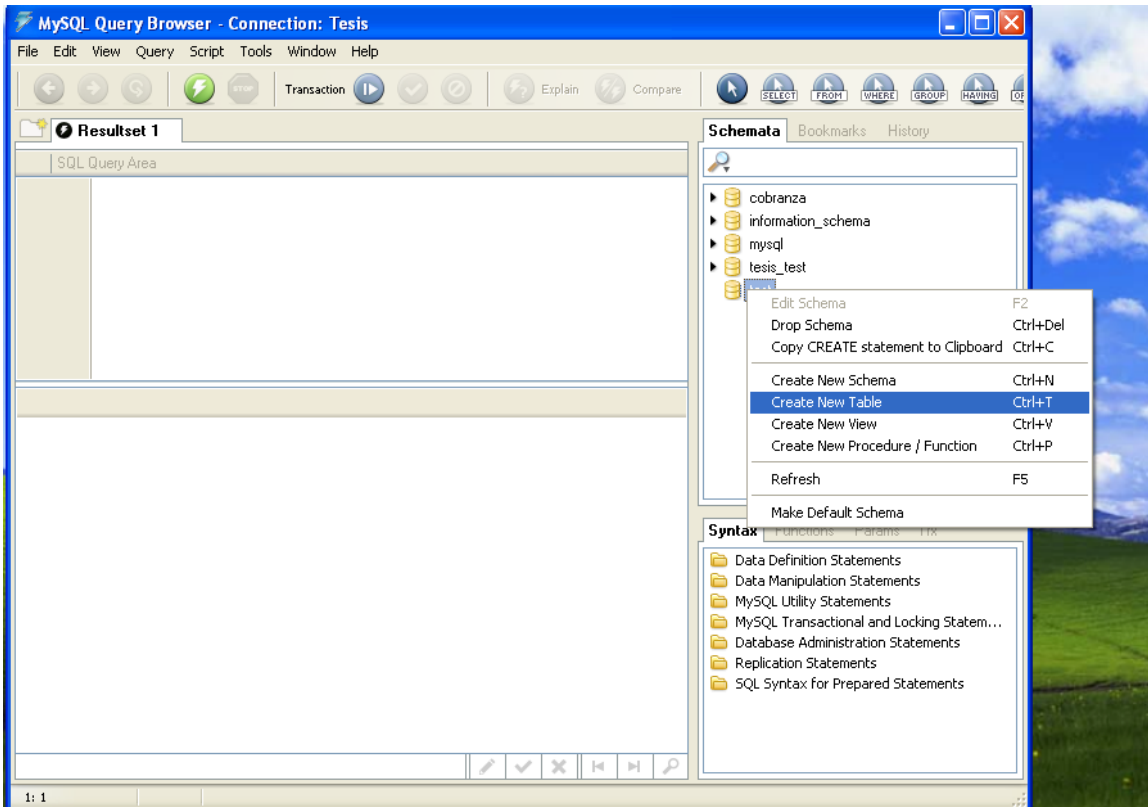 MySQL Query Browser - Connection: Tesis
File Edit View Query Script Tools Window Help
STOP Transaction Explain Compare SELECT FROM WHERE GROUP HAVING
Resultset 1
SQL Query Area
1: 1
Schemata Bookmarks History
cobranza
information_schema
mysql
tesis_test
Edit Schema F2
Drop Schema Ctrl+Del
Copy CREATE statement to Clipboard Ctrl+C
Create New Schema Ctrl+N
Create New Table Ctrl+T
Create New View Ctrl+V
Create New Procedure / Function Ctrl+P
Refresh F5
Make Default Schema
Syntax Functions Params Trx
Data Definition Statements
Data Manipulation Statements
MySQL Utility Statements
MySQL Transactional and Locking Statem...
Database Administration Statements
Replication Statements
SQL Syntax for Prepared Statements